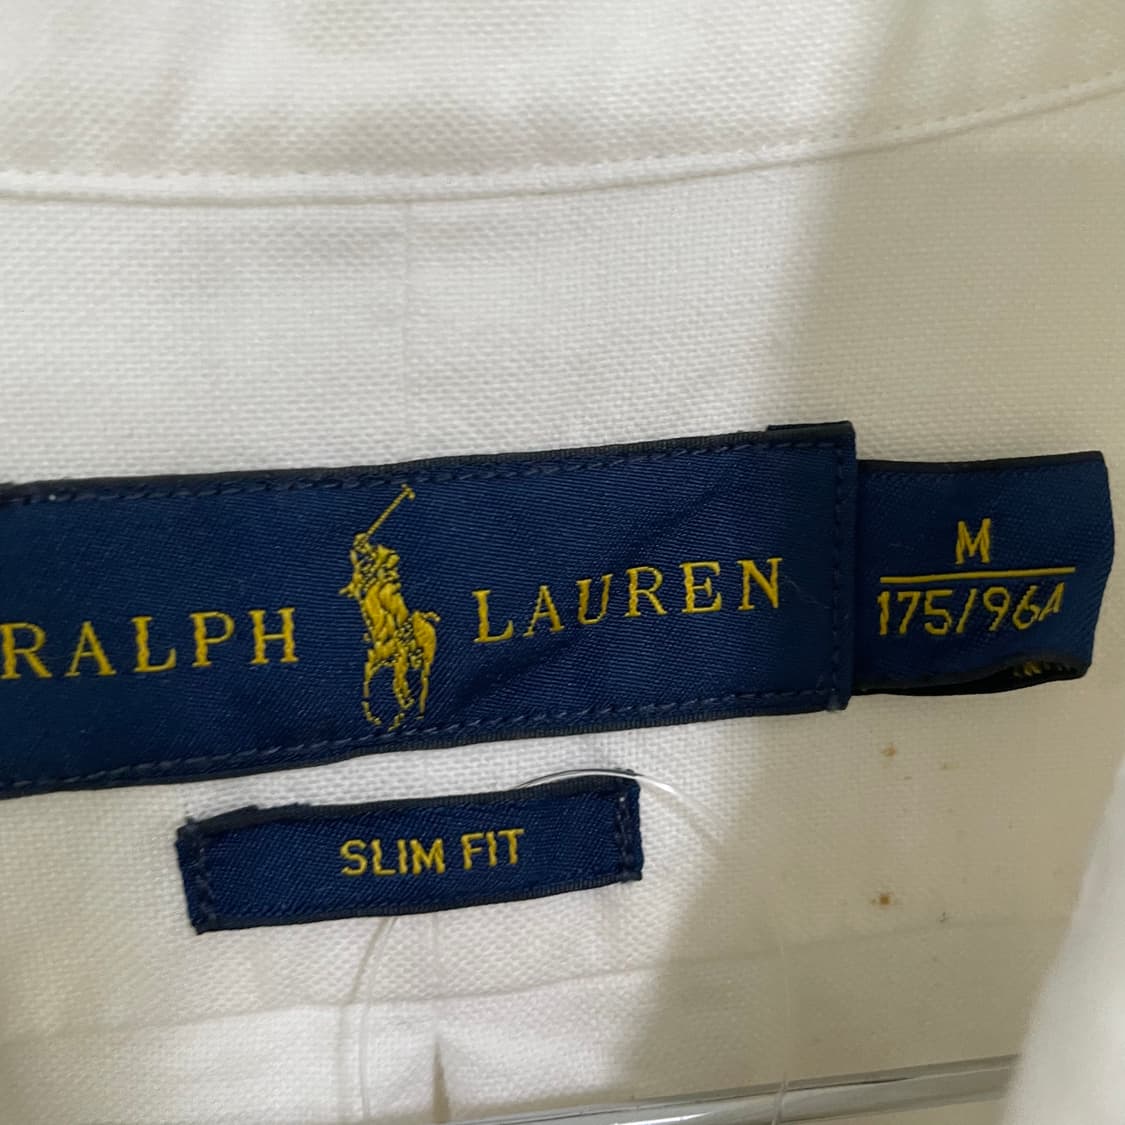 RALPH LAUREN
M
175/96A
SLIM FIT